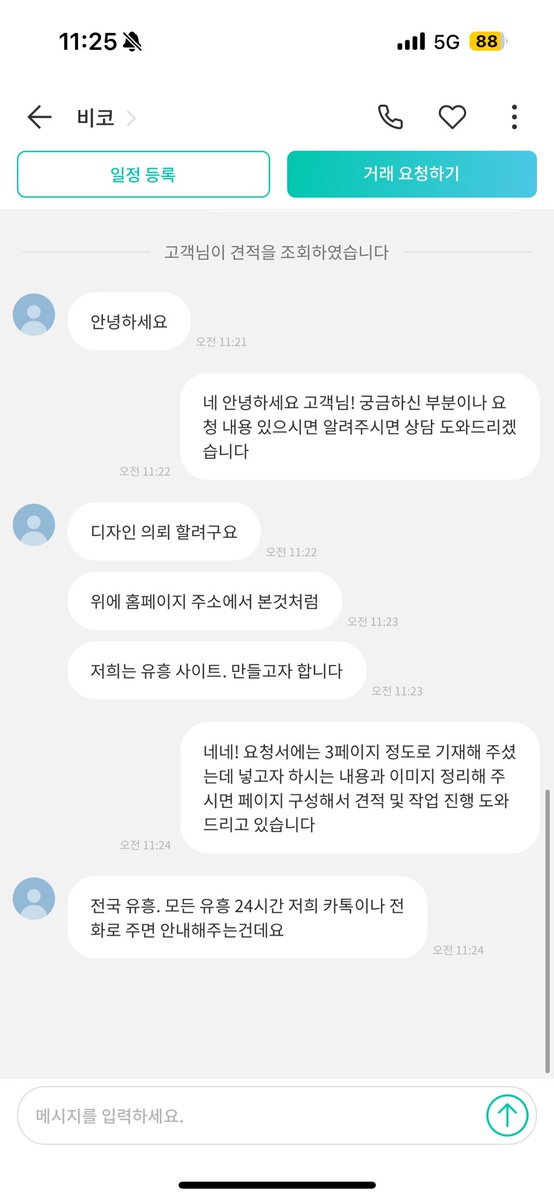 11:25
5G
88
비코
일정 등록
거래 요청하기
고객님이 견적을 조회하였습니다
안녕하세요
오전 11:21
네 안녕하세요 고객님! 궁금하신 부분이나 요
청 내용 있으시면 알려주시면 상담 도와드리겠
습니다
오전 11:22
디자인 의뢰 할려구요
오전 11:22
위에 홈페이지 주소에서 본것처럼
오전 11:23
저희는 유흥 사이트. 만들고자 합니다
오전 11:23
네네! 요청서에는 3페이지 정도로 기재해 주셨
는데 넣고자 하시는 내용과 이미지 정리해 주
시면 페이지 구성해서 견적 및 작업 진행 도와
드리고 있습니다
오전 11:24
전국 유흥. 모든 유흥 24시간 저희 카톡이나 전
화로 주면 안내해주는건데요
오전 11:24
메시지를 입력하세요.